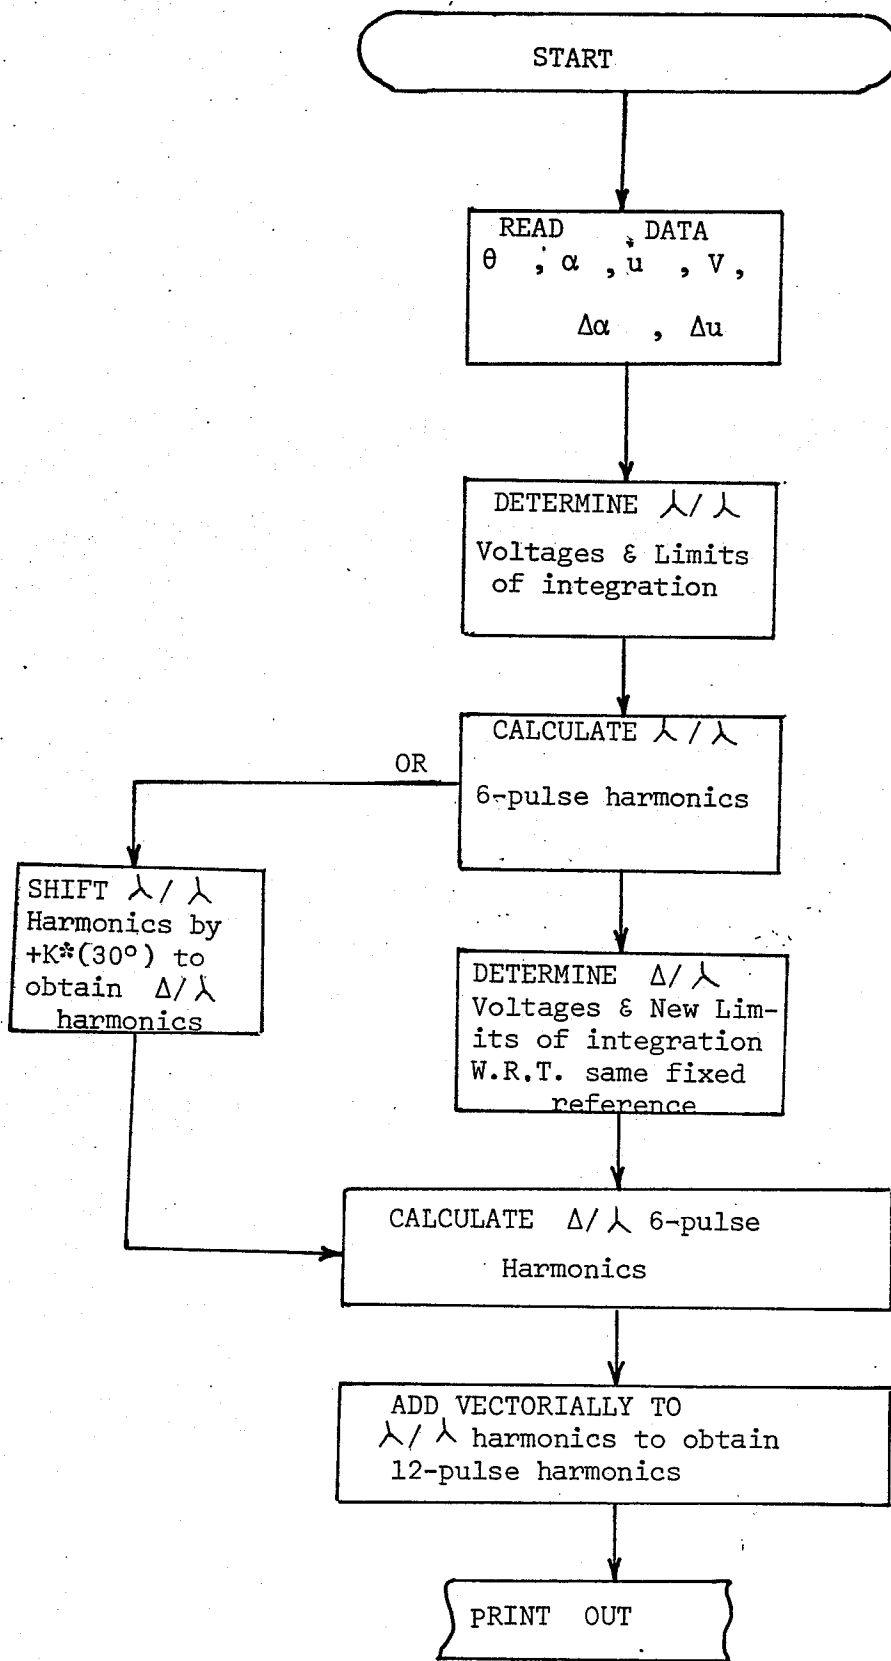 START
READ DATA
θ , α , u , V ,
Δα , Δu
DETERMINE ⅄/⅄
Voltages & Limits
of integration
CALCULATE ⅄/⅄
6-pulse harmonics
OR
SHIFT ⅄/⅄
Harmonics by
+K*(30°) to
obtain Δ/⅄
harmonics
DETERMINE Δ/⅄
Voltages & New Lim-
its of integration
W.R.T. same fixed
reference
CALCULATE Δ/⅄ 6-pulse
Harmonics
ADD VECTORIALLY TO
⅄/⅄ harmonics to obtain
12-pulse harmonics
PRINT OUT